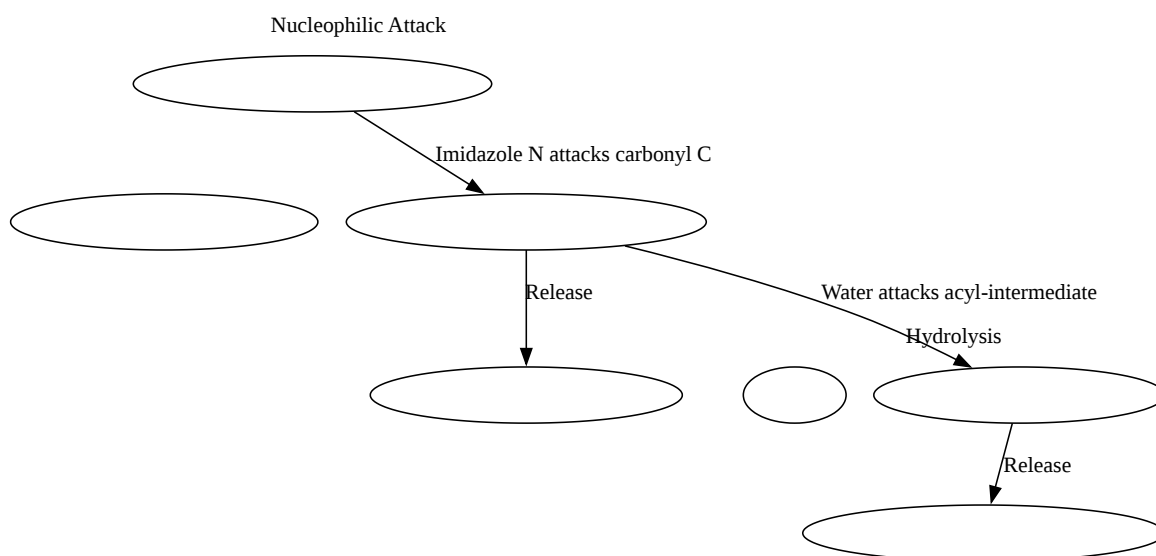 Nucleophilic Attack
Imidazole N attacks carbonyl C
Release
Water attacks acyl-intermediate
Hydrolysis
Release